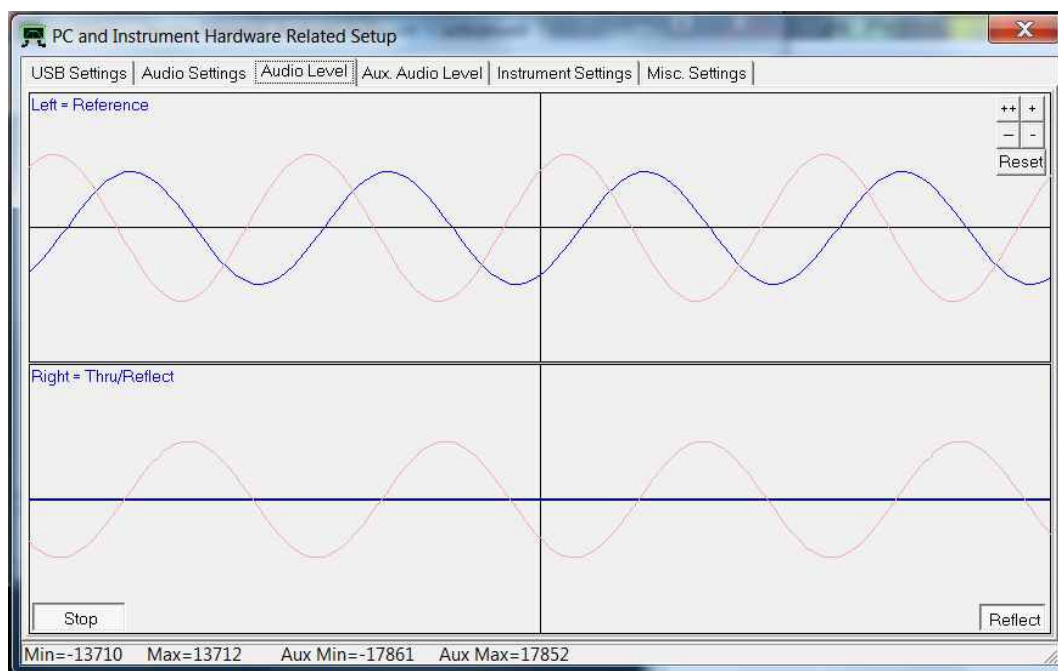 PC and Instrument Hardware Related Setup
X
USB Settings Audio Settings Audio Level Aux. Audio Level Instrument Settings Misc. Settings
Left = Reference
++ +
-- -
Reset
Right = Thru/Reflect
Stop
Reflect
Min=-13710 Max=13712 Aux Min=-17861 Aux Max=17852